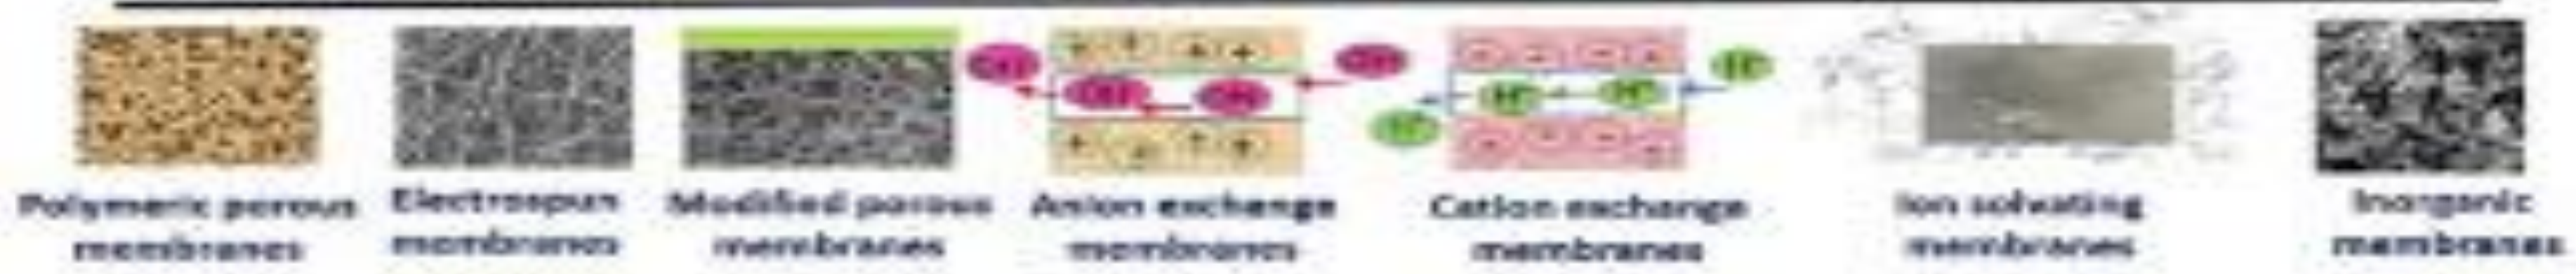 Polymeric porous
membranes
Electrospun
membranes
Modified porous
membranes
Anion exchange
membranes
Cation exchange
membranes
Ion solvating
membranes
Inorganic
membranes
H⁺
H⁺
H⁺